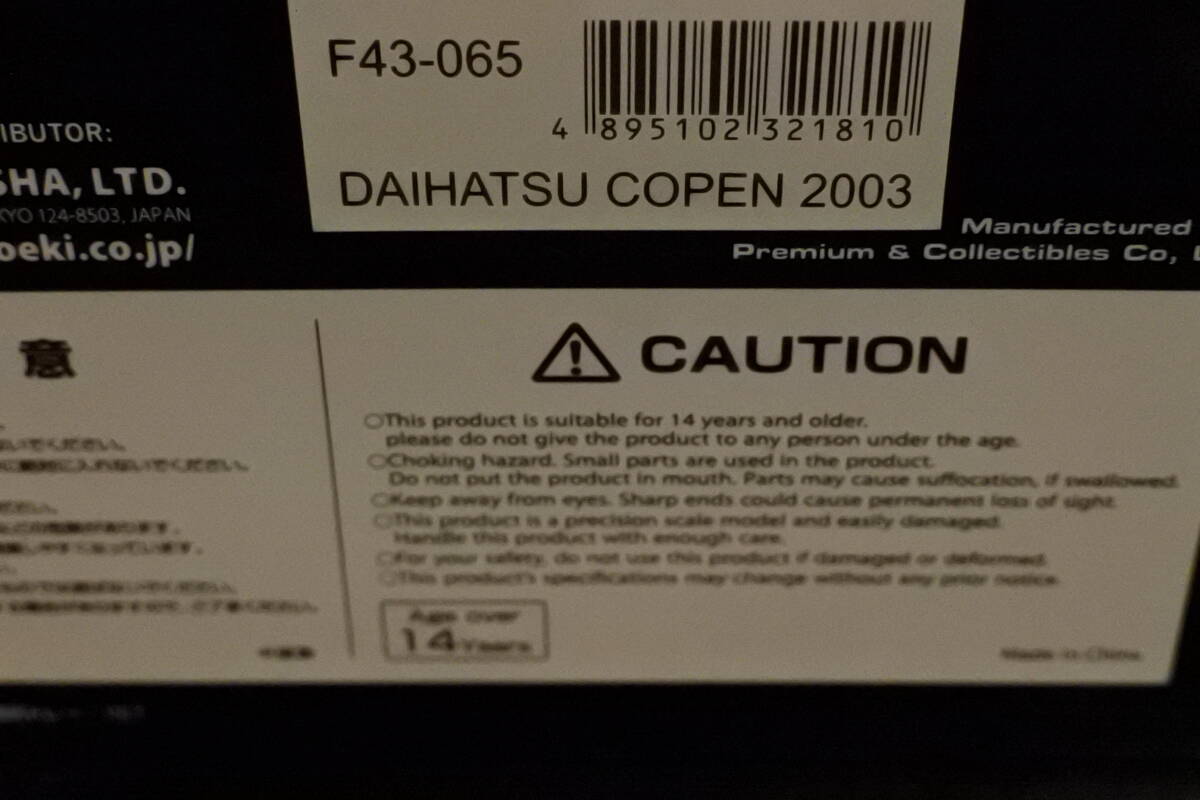 F43-065
4 895102 321810
DAIHATSU COPEN 2003
IBUTOR:
SHA, LTD.
KYO 124-8503, JAPAN
oeki.co.jp/
Manufactured
Premium & Collectibles Co, L
意
CAUTION
○This product is suitable for 14 years and older.
please do not give the product to any person under the age.
○Choking hazard. Small parts are used in the product.
Do not put the product in mouth. Parts may cause suffocation, if swallowed.
○Keep away from eyes. Sharp ends could cause permanent loss of sight.
○This product is a precision scale model and easily damaged.
Handle this product with enough care.
○For your safety, do not use this product if damaged or deformed.
○This product's specifications may change without any prior notice.
Age over
14 Years
Made in China